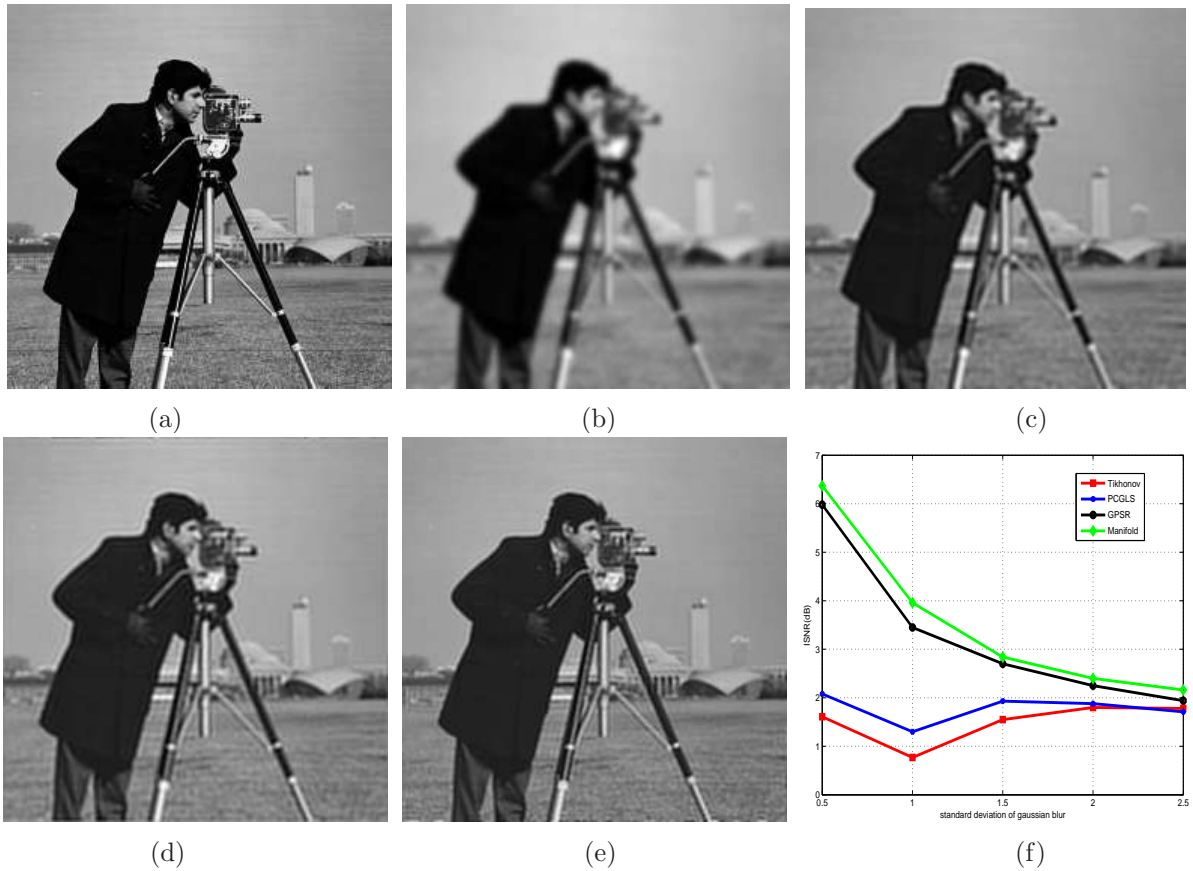 (a)
(b)
(c)
(d)
(e)
7
6
5
4
3
2
1
0
ISNR(dB)
Tikhonov
PCGLS
GPSR
Manifold
0.5
1
1.5
2
2.5
standard deviation of gaussian blur
(f)